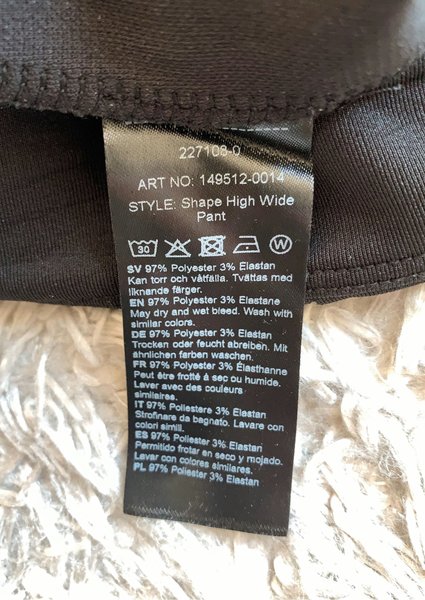 227108-0
ART NO: 149512-0014
STYLE: Shape High Wide
Pant
30 W
SV 97% Polyester 3% Elastan
Kan torr och våtfälla. Tvättas med
liknande färger.
EN 97% Polyester 3% Elastane
May dry and wet bleed. Wash with
similar colors.
DE 97% Polyester 3% Elastan
Trocken oder feucht abreiben. Mit
ähnlichen farben waschen.
FR 97% Polyester 3% Élasthanne
Peut être frotté à sec ou humide.
Laver avec des couleurs
similaires.
IT 97% Poliestere 3% Elastan
Strofinare da bagnato. Lavare con
colori simili.
ES 97% Poliéster 3% Elastano
Permitido frotar en seco y mojado.
Lavar con colores similares.
PL 97% Poliester 3% Elastan